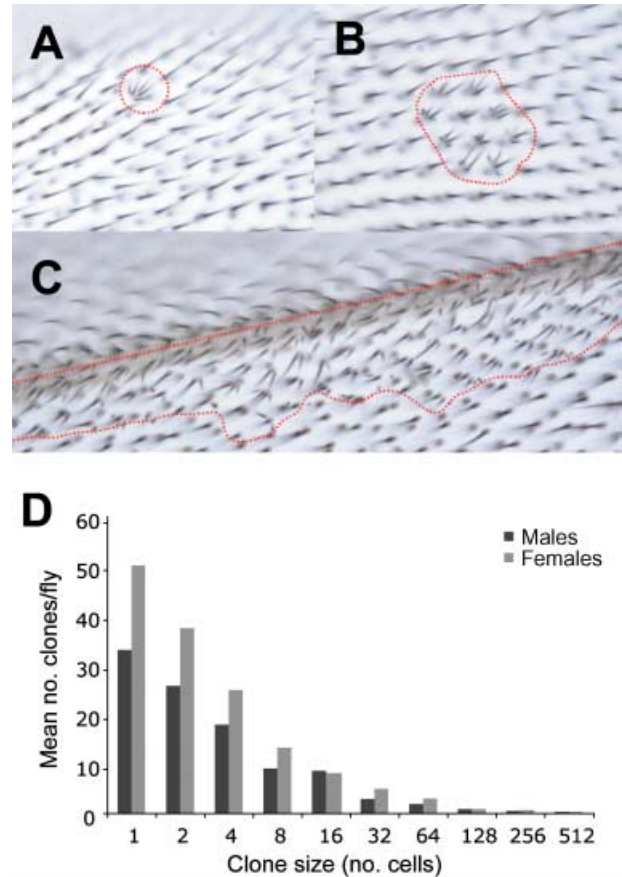 A
B
C
D
Mean no. clones/fly
60
50
40
30
20
10
0
Males
Females
1 2 4 8 16 32 64 128 256 512
Clone size (no. cells)